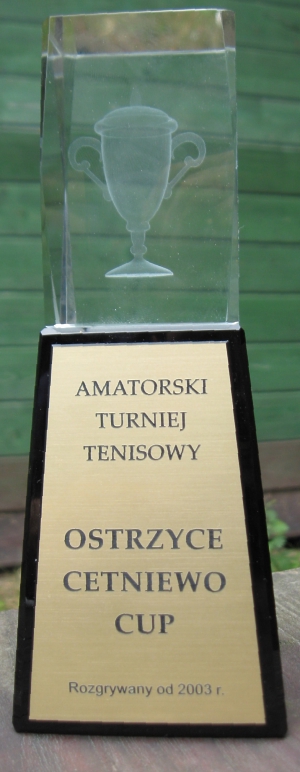 AMATORSKI
TURNIEJ
TENISOWY
OSTRZYCE
CETNIEWO
CUP
Rozgrywany od 2003 r.